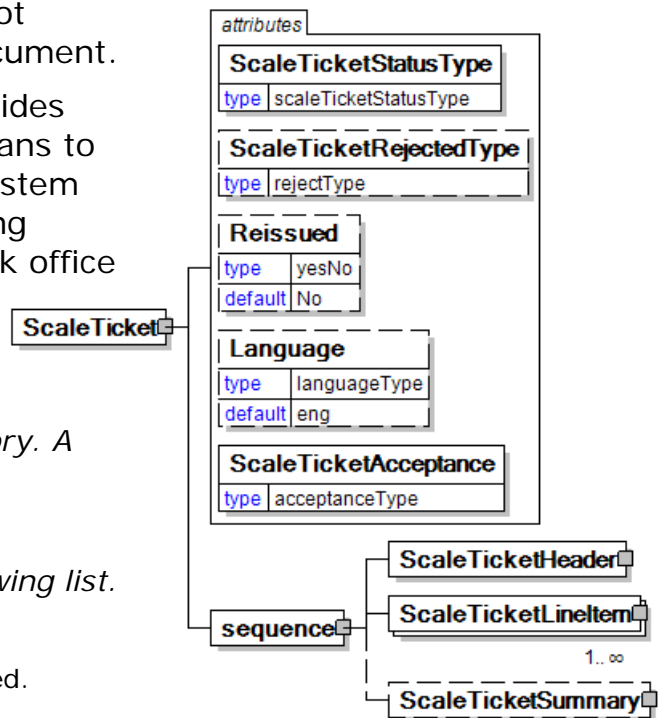 ot
cument.
ides
ans to
stem
ng
k office
ory. A
wing list.
ed.
attributes
ScaleTicketStatusType
type scaleTicketStatusType
ScaleTicketRejectedType
type rejectType
Reissued
type yesNo
default No
Language
type languageType
default eng
ScaleTicketAcceptance
type acceptanceType
ScaleTicket
sequence
ScaleTicketHeader
ScaleTicketLineItem
1.. ∞
ScaleTicketSummary